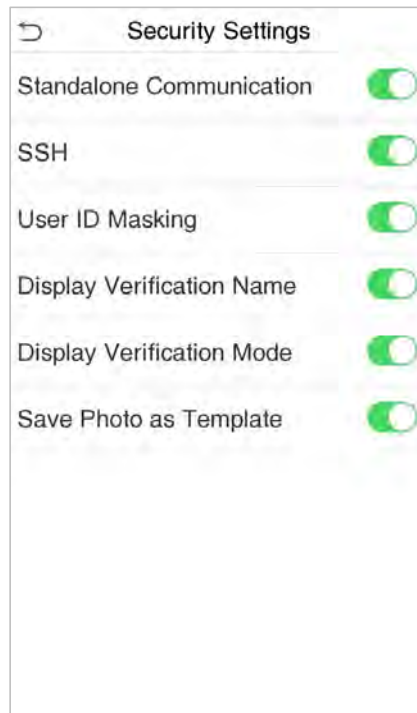 Security Settings
Standalone Communication
SSH
User ID Masking
Display Verification Name
Display Verification Mode
Save Photo as Template